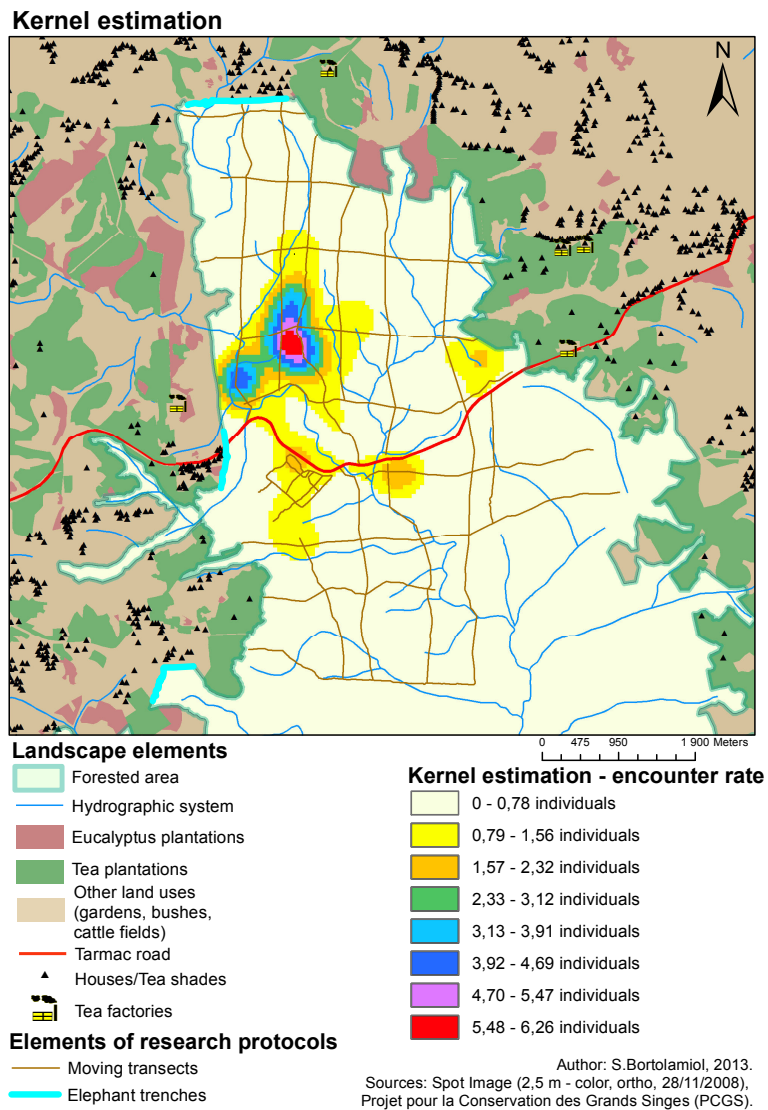 Kernel estimation
N
0 475 950 1 900 Meters
Landscape elements
Forested area
Hydrographic system
Eucalyptus plantations
Tea plantations
Other land uses
(gardens, bushes,
cattle fields)
Tarmac road
Houses/Tea shades
Tea factories
Elements of research protocols
Moving transects
Elephant trenches
Kernel estimation - encounter rate
0 - 0,78 individuals
0,79 - 1,56 individuals
1,57 - 2,32 individuals
2,33 - 3,12 individuals
3,13 - 3,91 individuals
3,92 - 4,69 individuals
4,70 - 5,47 individuals
5,48 - 6,26 individuals
Author: S.Bortolamiol, 2013.
Sources: Spot Image (2,5 m - color, ortho, 28/11/2008),
Projet pour la Conservation des Grands Singes (PCGS).